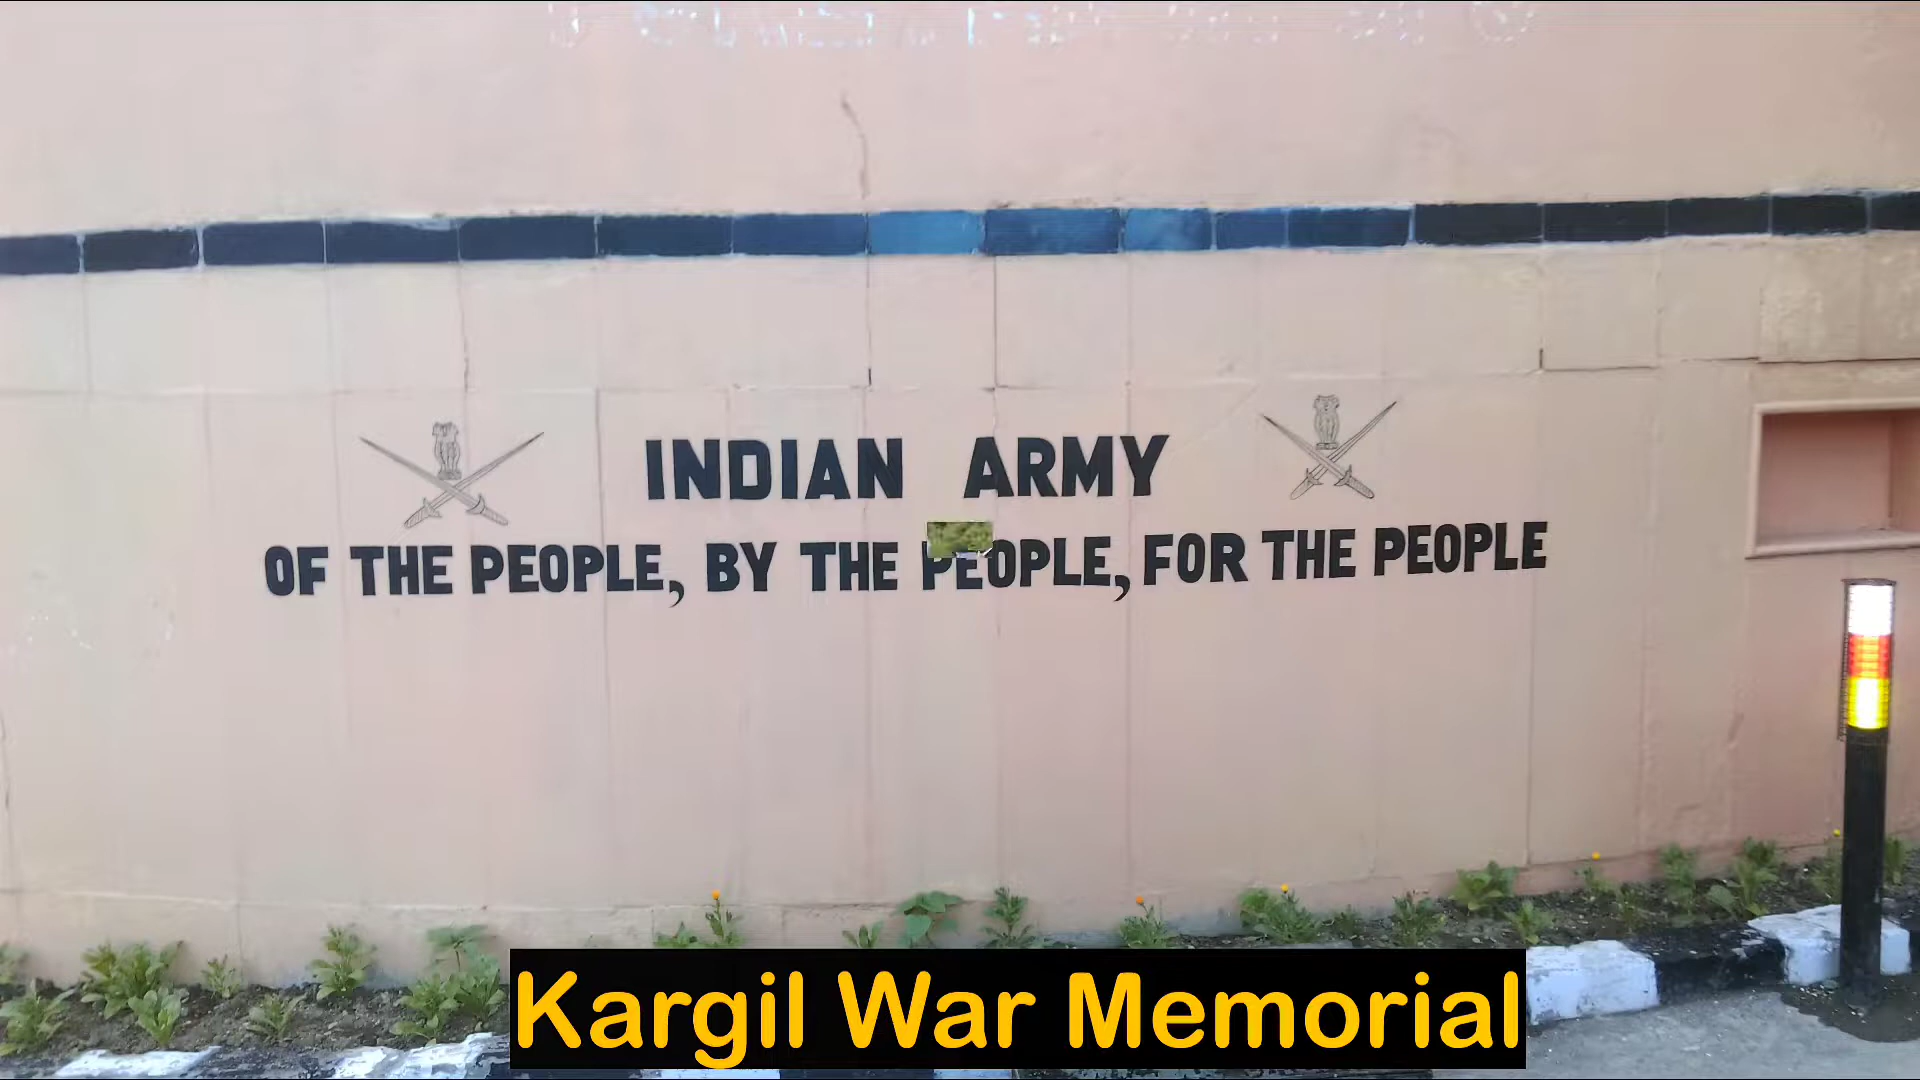 INDIAN ARMY
OF THE PEOPLE, BY THE PEOPLE, FOR THE PEOPLE
Kargil War Memorial